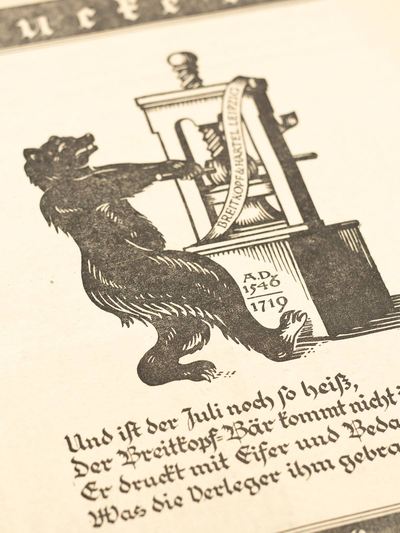 BREITKOPF & HÄRTEL LEIPZIG
A.D.
1546
1719
Und ist der Juli noch so heiß,
Der Breitkopf-Bär kommt nicht
Er druckt mit Eifer und
Was die Verleger ihm